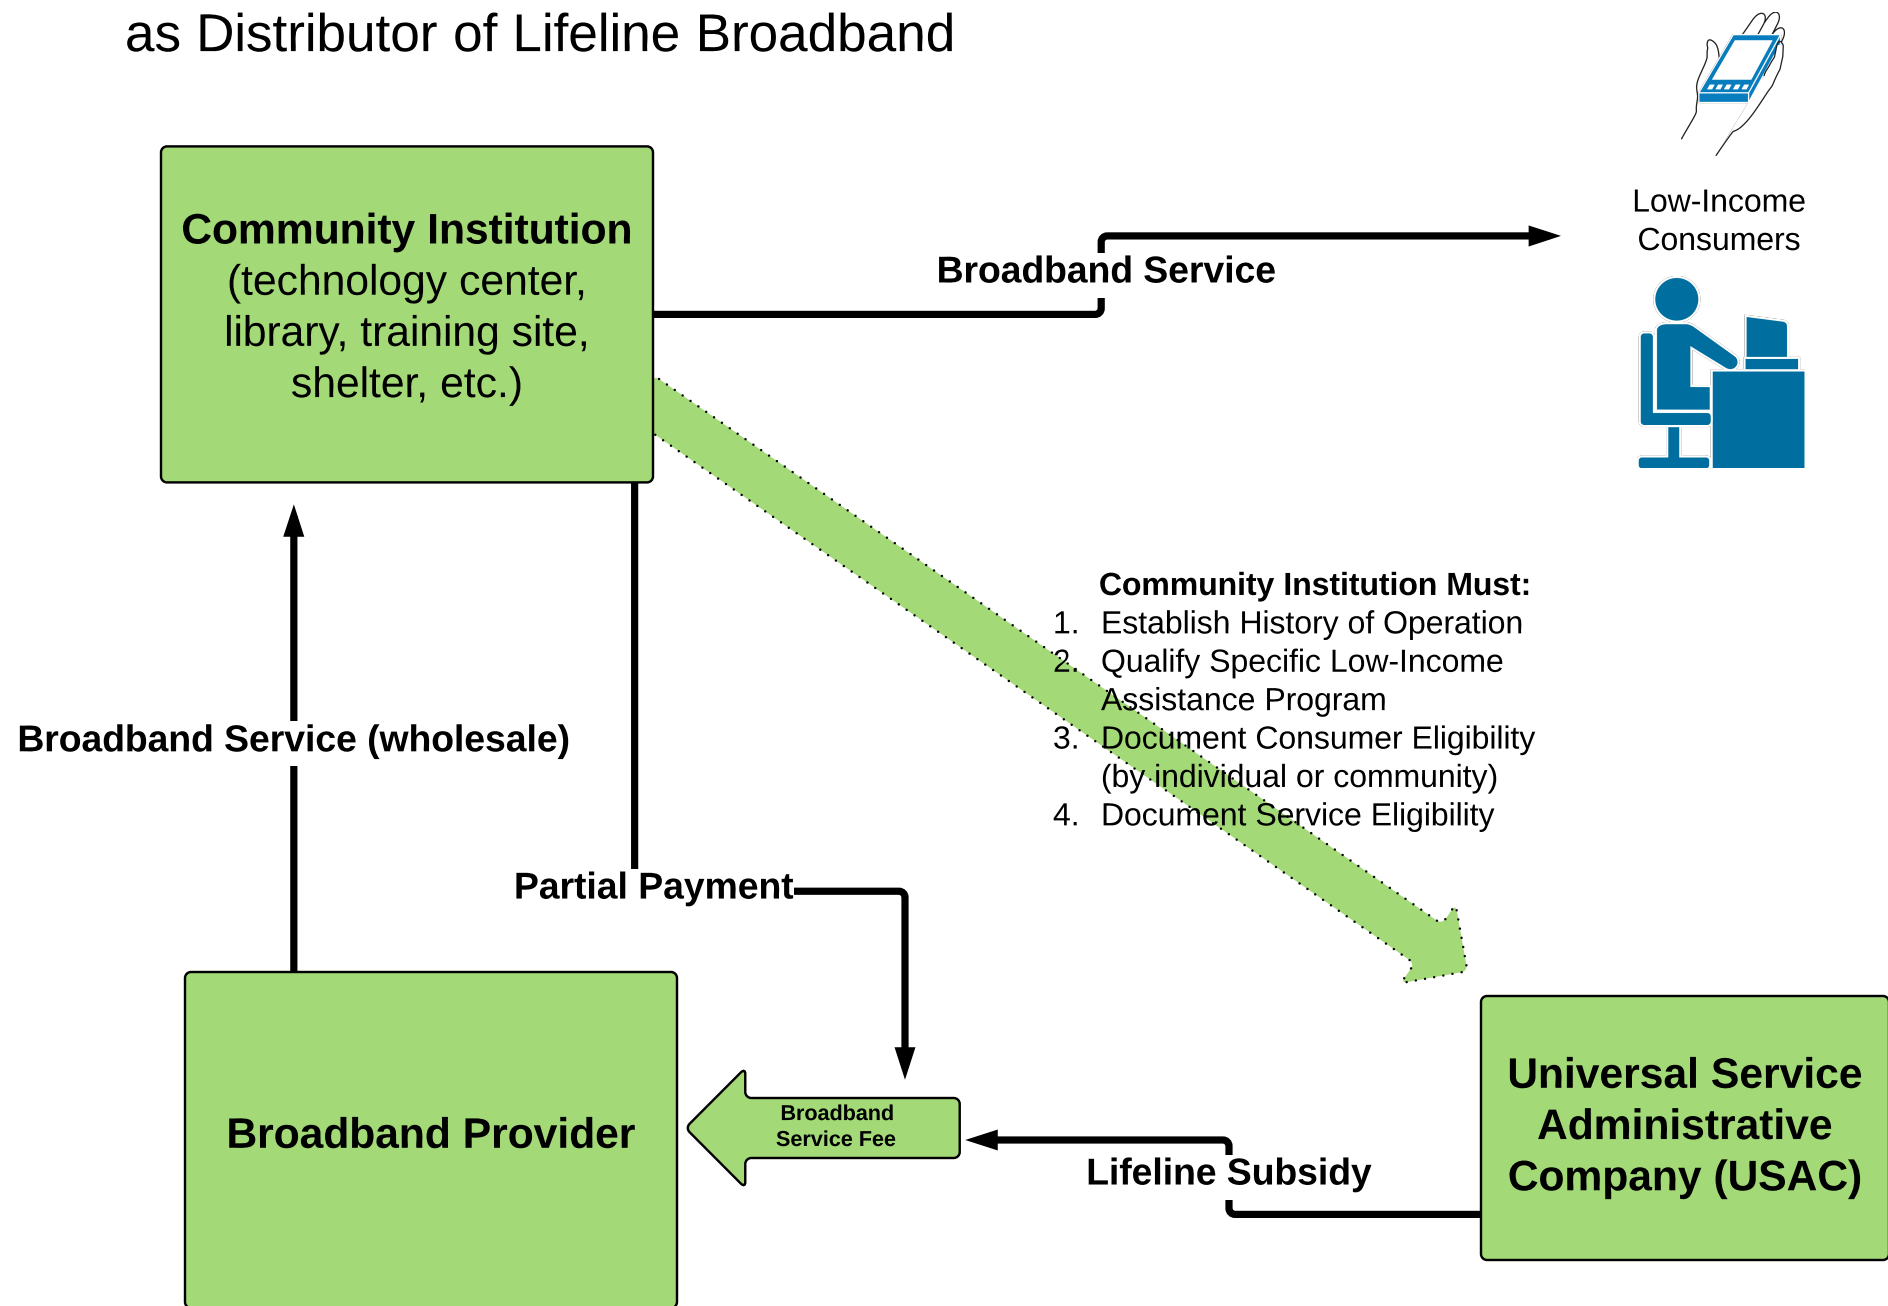 as Distributor of Lifeline Broadband
Community Institution
(technology center,
library, training site,
shelter, etc.)
Broadband Service
Low-Income
Consumers
Community Institution Must:
1. Establish History of Operation
2. Qualify Specific Low-Income
Assistance Program
3. Document Consumer Eligibility
(by individual or community)
4. Document Service Eligibility
Broadband Service (wholesale)
Partial Payment
Broadband Provider
Broadband
Service Fee
Lifeline Subsidy
Universal Service
Administrative
Company (USAC)